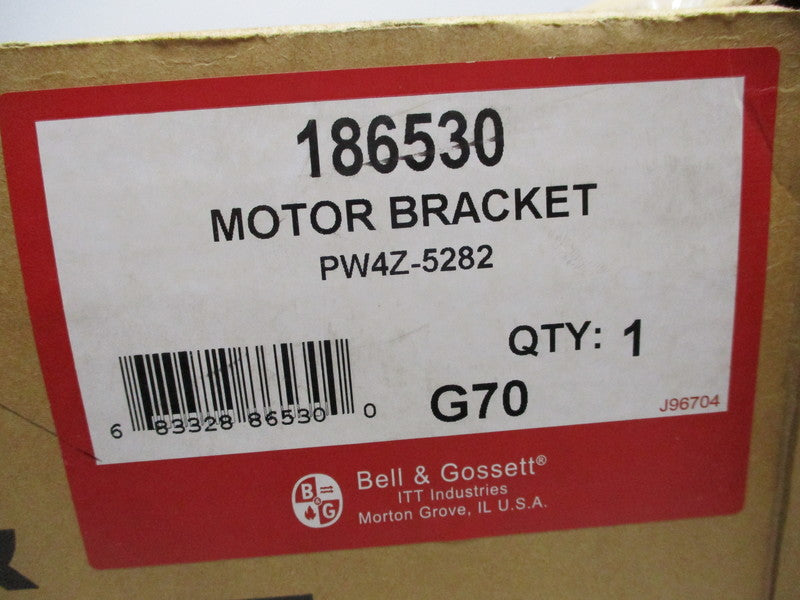 186530
MOTOR BRACKET
PW4Z-5282
QTY: 1
6 83328 86530 0
G70
J96704
B & G
Bell & Gossett®
ITT Industries
Morton Grove, IL U.S.A.